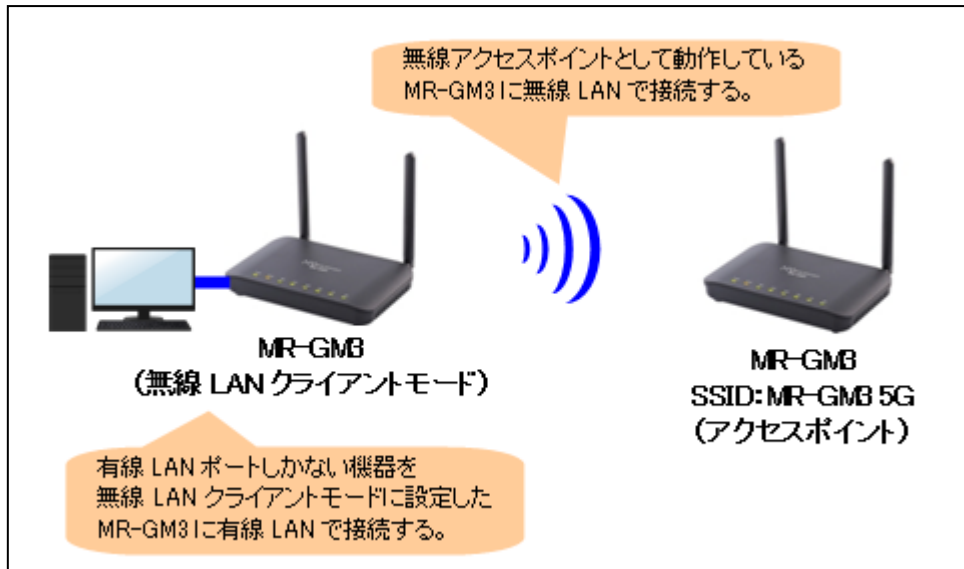 無線アクセスポイントとして動作している
MR-GM3に無線 LAN で接続する。
MR-GM3
(無線 LAN クライアントモード)
MR-GM3
SSID:MR-GM3 5G
(アクセスポイント)
有線 LAN ポートしかない機器を
無線 LAN クライアントモードに設定した
MR-GM3に有線 LAN で接続する。